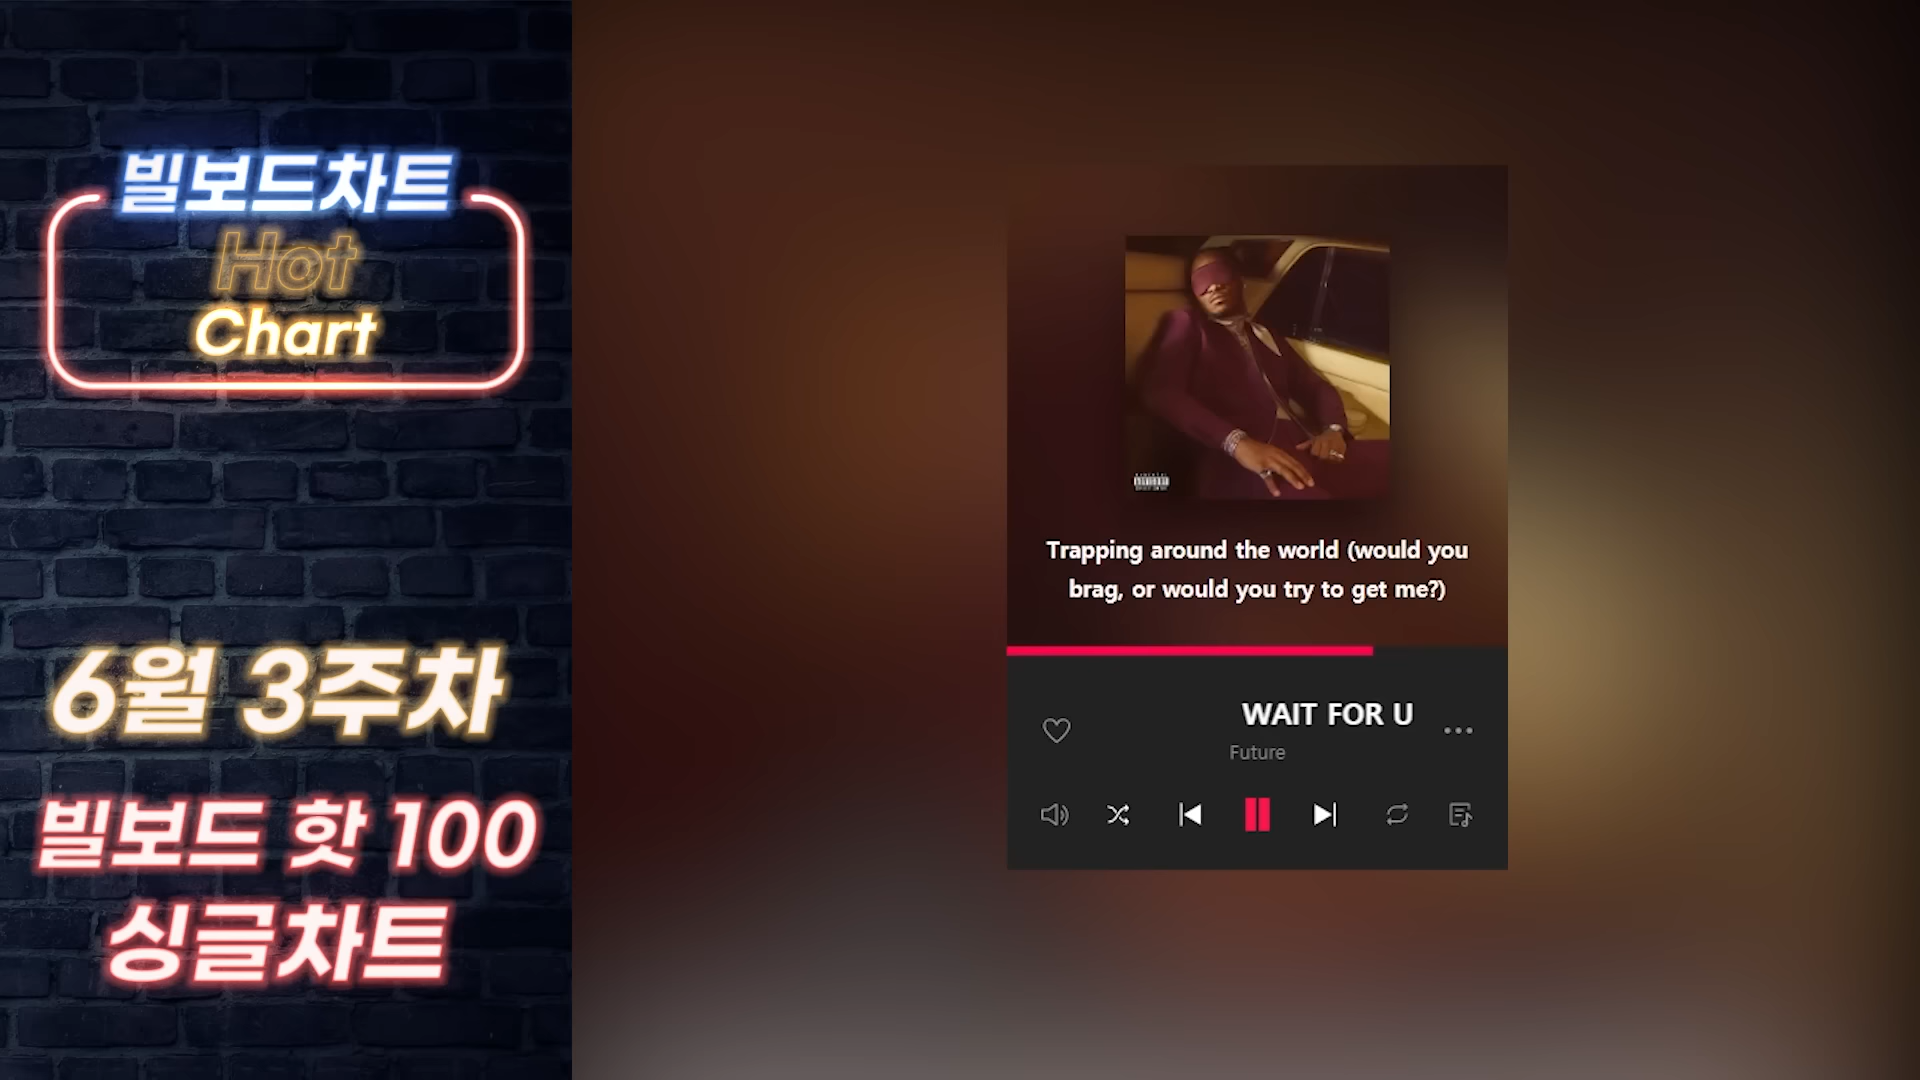 빌보드차트
Hot
Chart
6월 3주차
빌보드 핫 100
싱글차트
Trapping around the world (would you
brag, or would you try to get me?)
WAIT FOR U
Future